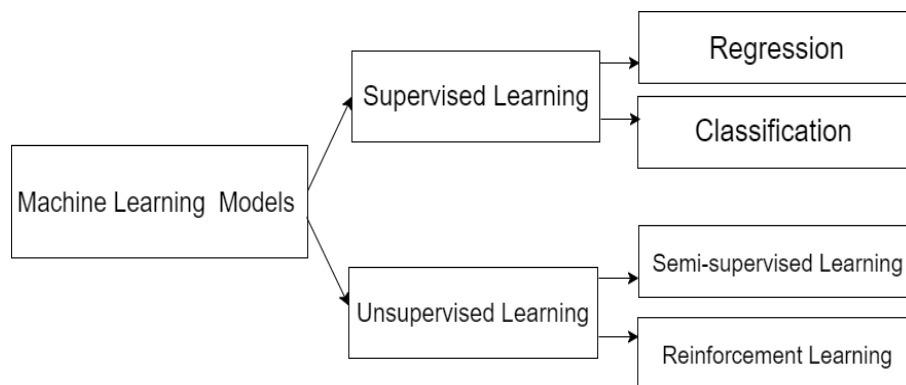 Machine Learning Models
Supervised Learning
Regression
Classification
Unsupervised Learning
Semi-supervised Learning
Reinforcement Learning